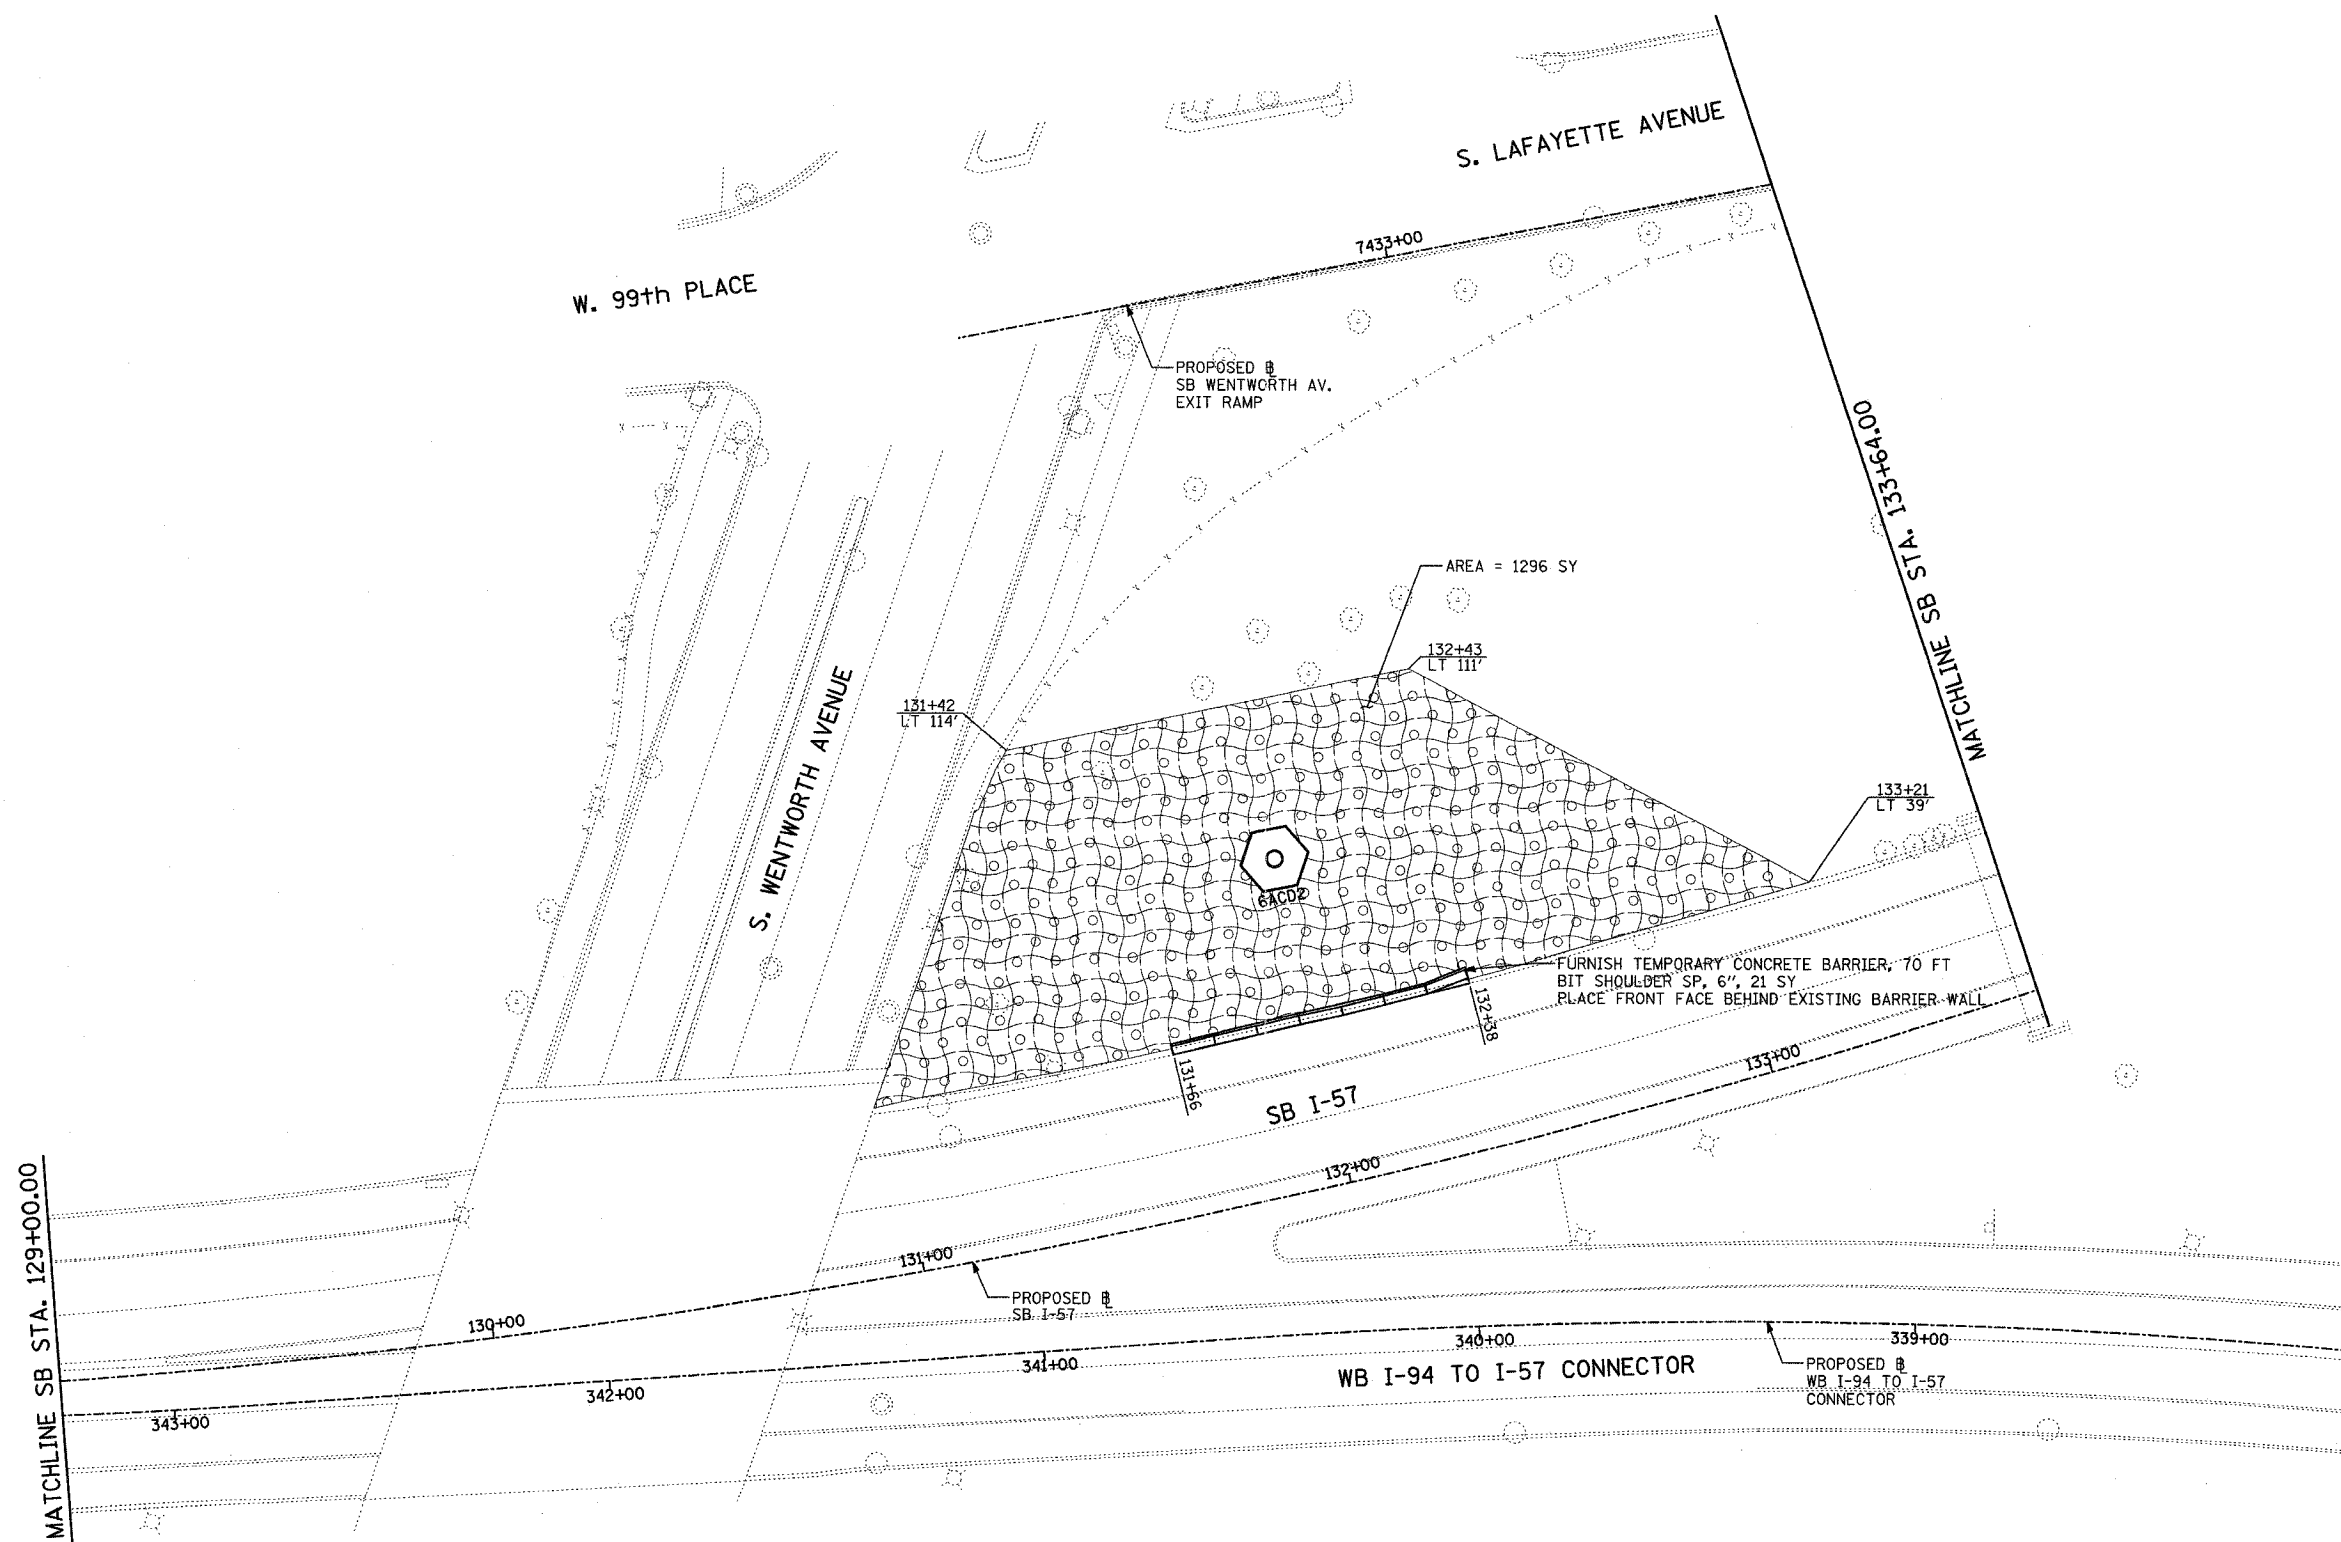 S. LAFAYETTE AVENUE
7433+00
W. 99th PLACE
PROPOSED BL
SB WENTWORTH AV.
EXIT RAMP
MATCHLINE SB STA. 133+64.00
AREA = 1296 SY
132+43
LT 111'
131+42
LT 114'
S. WENTWORTH AVENUE
133+21
LT 39'
6ACD2
FURNISH TEMPORARY CONCRETE BARRIER, 70 FT
BIT SHOULDER SP, 6", 21 SY
PLACE FRONT FACE BEHIND EXISTING BARRIER WALL
132+38
131+66
SB I-57
133+00
132+00
131+00
130+00
PROPOSED BL
SB I-57
MATCHLINE SB STA. 129+00.00
343+00
342+00
341+00
340+00
339+00
WB I-94 TO I-57 CONNECTOR
PROPOSED BL
WB I-94 TO I-57
CONNECTOR